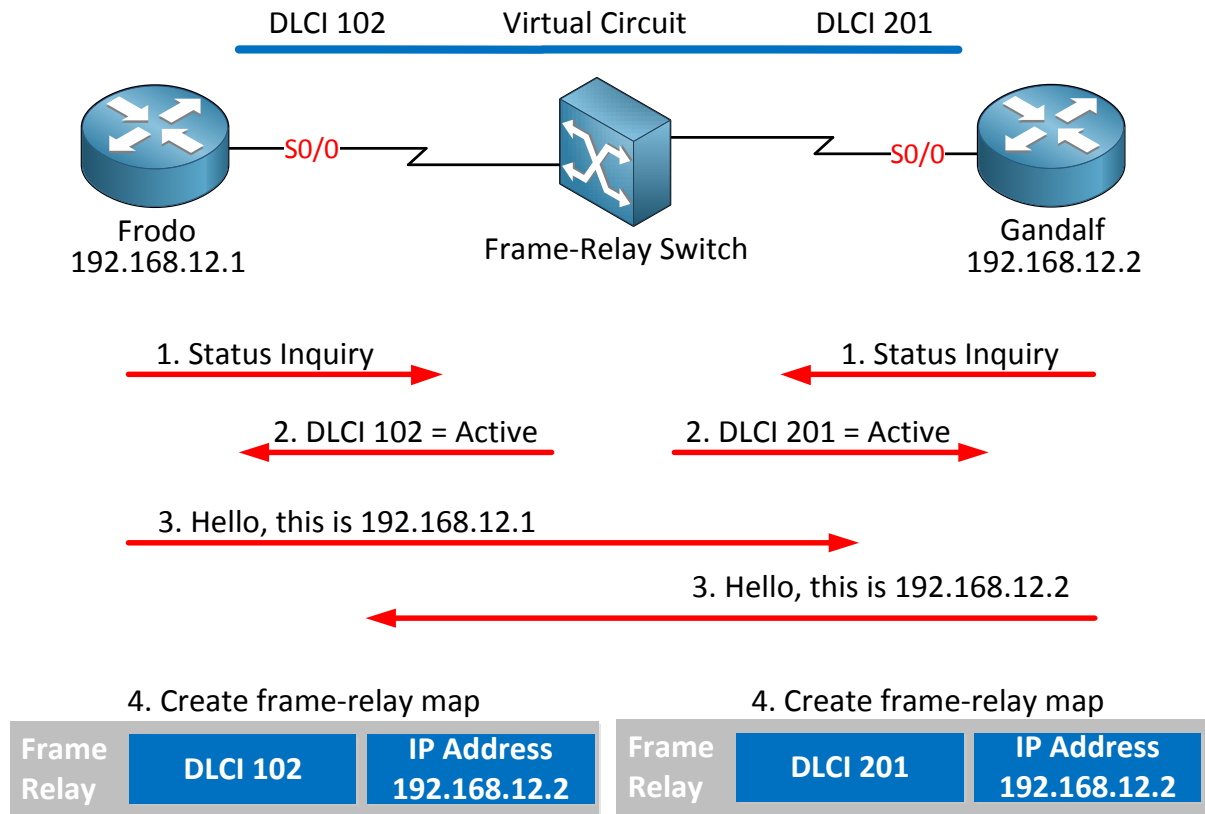 DLCI 102 Virtual Circuit DLCI 201
S0/0 S0/0
Frodo
192.168.12.1
Frame-Relay Switch
Gandalf
192.168.12.2
1. Status Inquiry 1. Status Inquiry
2. DLCI 102 = Active 2. DLCI 201 = Active
3. Hello, this is 192.168.12.1
3. Hello, this is 192.168.12.2
4. Create frame-relay map 4. Create frame-relay map
Frame
Relay
DLCI 102
IP Address
192.168.12.2
Frame
Relay
DLCI 201
IP Address
192.168.12.2